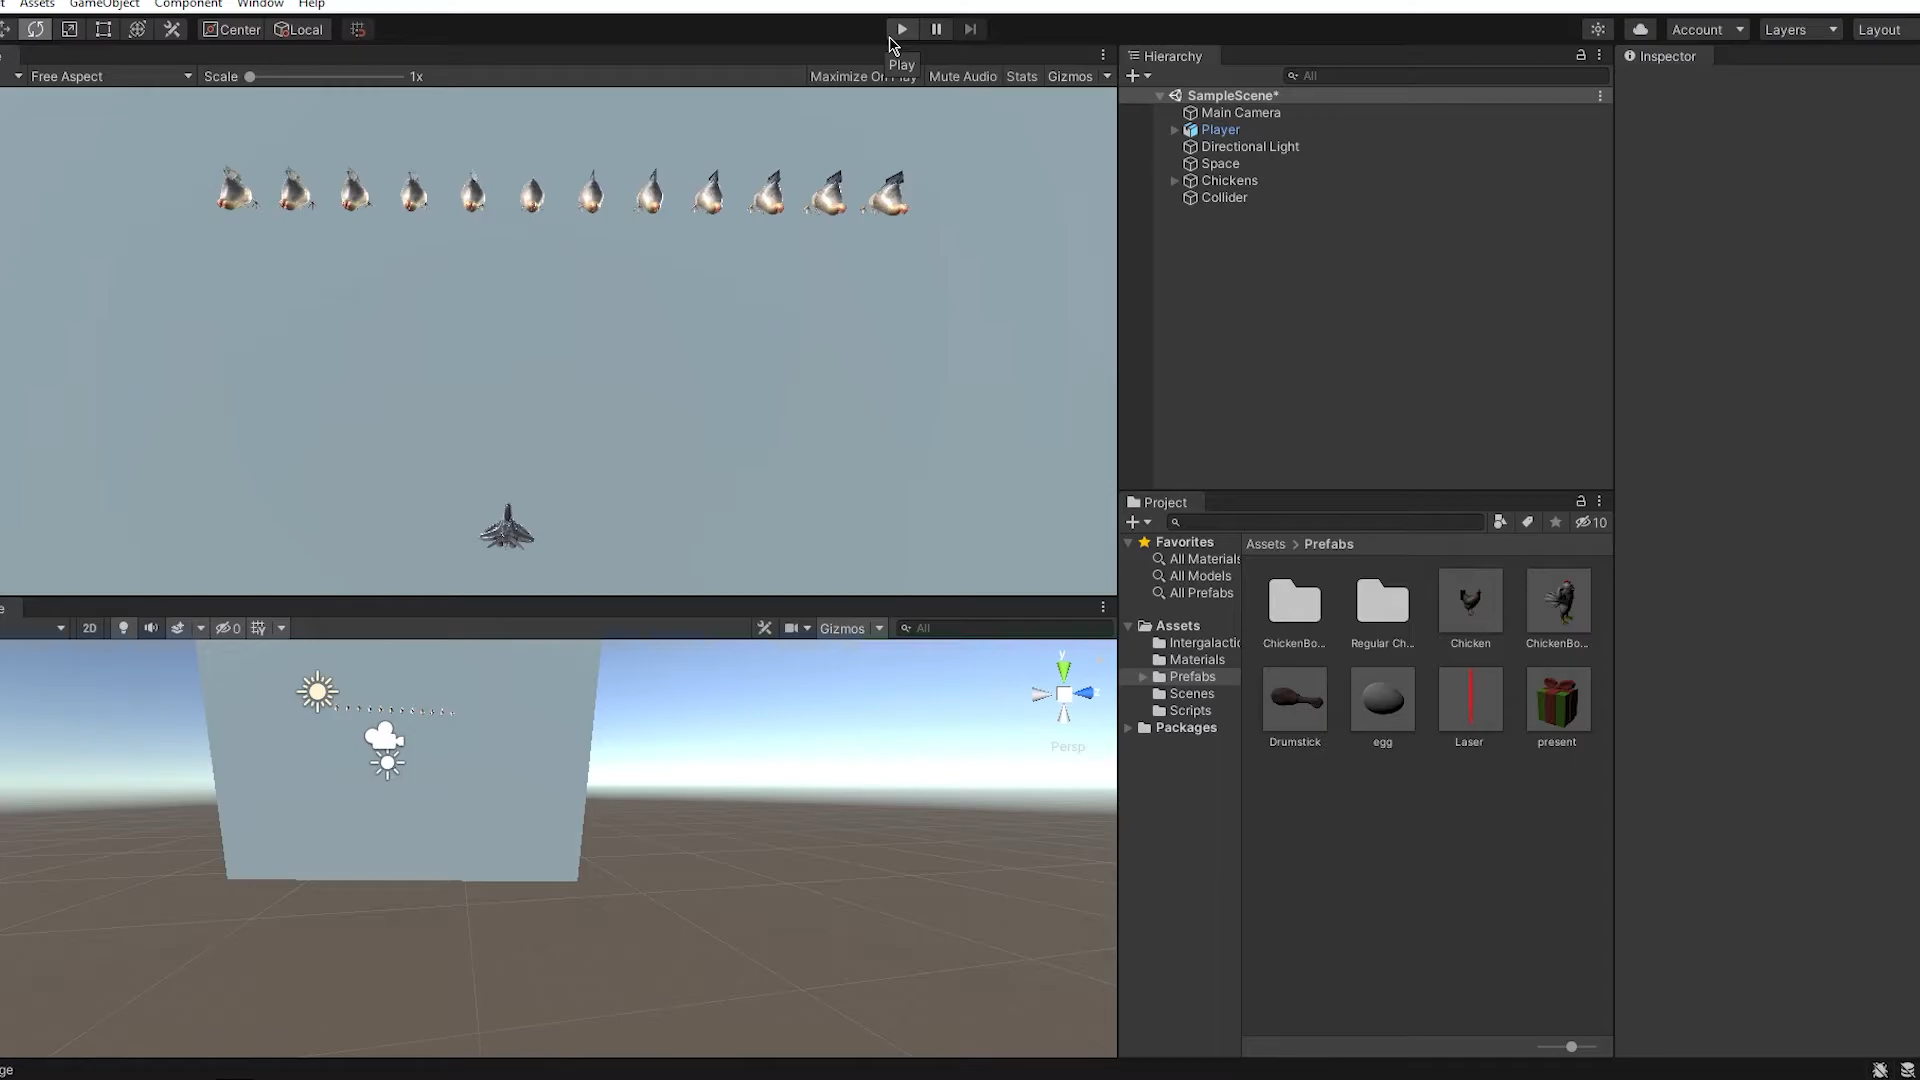 Assets GameObject Component Window Help
Center Local
Account Layers Layout
Play
Free Aspect Scale 1x
Maximize On Play Mute Audio Stats Gizmos
Hierarchy
All
SampleScene*
Main Camera
Player
Directional Light
Space
Chickens
Collider
Inspector
Project
10
Favorites
All Materials
All Models
All Prefabs
Assets
Intergalactic
Materials
Prefabs
Scenes
Scripts
Packages
Assets > Prefabs
ChickenBo... Regular Ch... Chicken ChickenBo...
Drumstick egg Laser present
2D 0 Gizmos All
y
z
Persp
ge